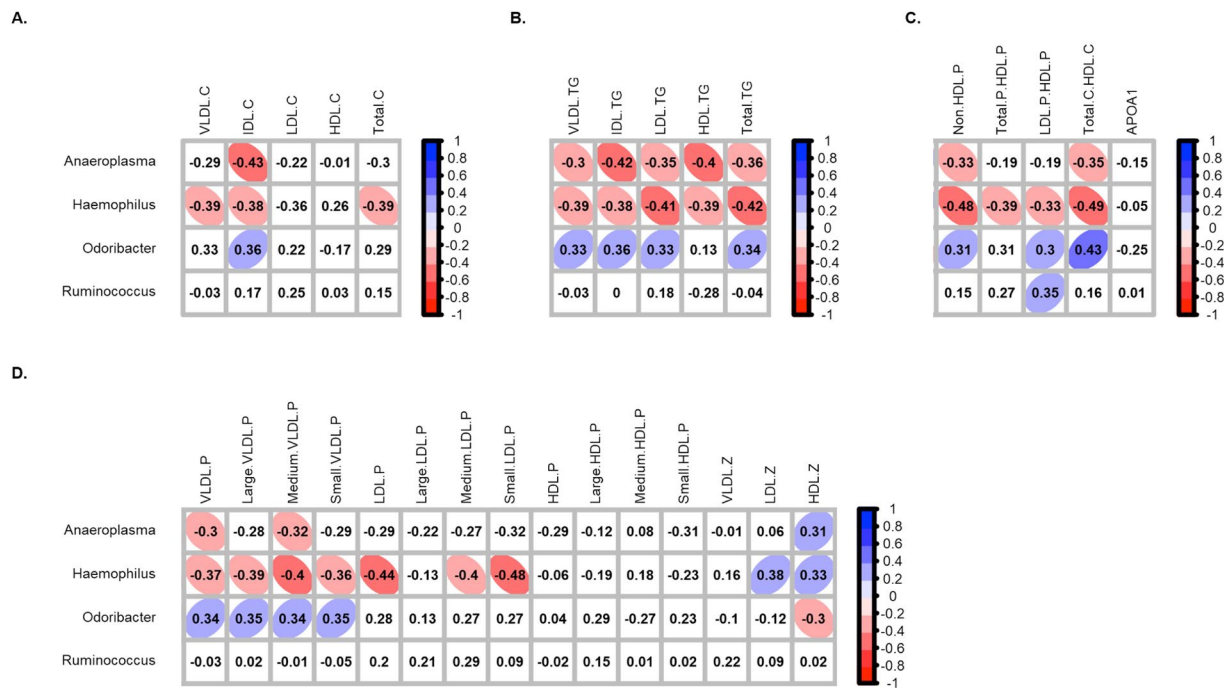 A.
B.
C.
VLDL.C IDL.C LDL.C HDL.C Total.C
VLDL.TG IDL.TG LDL.TG HDL.TG Total.TG
Non.HDL.P Total.P.HDL.P LDL.P.HDL.P Total.C.HDL.C APOA1
Anaeroplasma -0.29 -0.43 -0.22 -0.01 -0.3
Haemophilus -0.39 -0.38 -0.36 0.26 -0.39
Odoribacter 0.33 0.36 0.22 -0.17 0.29
Ruminococcus -0.03 0.17 0.25 0.03 0.15
1
0.8
0.6
0.4
0.2
0
-0.2
-0.4
-0.6
-0.8
-1
-0.3 -0.42 -0.35 -0.4 -0.36
-0.39 -0.38 -0.41 -0.39 -0.42
0.33 0.36 0.33 0.13 0.34
-0.03 0 0.18 -0.28 -0.04
1
0.8
0.6
0.4
0.2
0
-0.2
-0.4
-0.6
-0.8
-1
-0.33 -0.19 -0.19 -0.35 -0.15
-0.48 -0.39 -0.33 -0.49 -0.05
0.31 0.31 0.3 0.43 -0.25
0.15 0.27 0.35 0.16 0.01
1
0.8
0.6
0.4
0.2
0
-0.2
-0.4
-0.6
-0.8
-1
D.
VLDL.P Large.VLDL.P Medium.VLDL.P Small.VLDL.P LDL.P Large.LDL.P Medium.LDL.P Small.LDL.P HDL.P Large.HDL.P Medium.HDL.P Small.HDL.P VLDL.Z LDL.Z HDL.Z
Anaeroplasma -0.3 -0.28 -0.32 -0.29 -0.29 -0.22 -0.27 -0.32 -0.29 -0.12 0.08 -0.31 -0.01 0.06 0.31
Haemophilus -0.37 -0.39 -0.4 -0.36 -0.44 -0.13 -0.4 -0.48 -0.06 -0.19 0.18 -0.23 0.16 0.38 0.33
Odoribacter 0.34 0.35 0.34 0.35 0.28 0.13 0.27 0.27 0.04 0.29 -0.27 0.23 -0.1 -0.12 -0.3
Ruminococcus -0.03 0.02 -0.01 -0.05 0.2 0.21 0.29 0.09 -0.02 0.15 0.01 0.02 0.22 0.09 0.02
1
0.8
0.6
0.4
0.2
0
-0.2
-0.4
-0.6
-0.8
-1